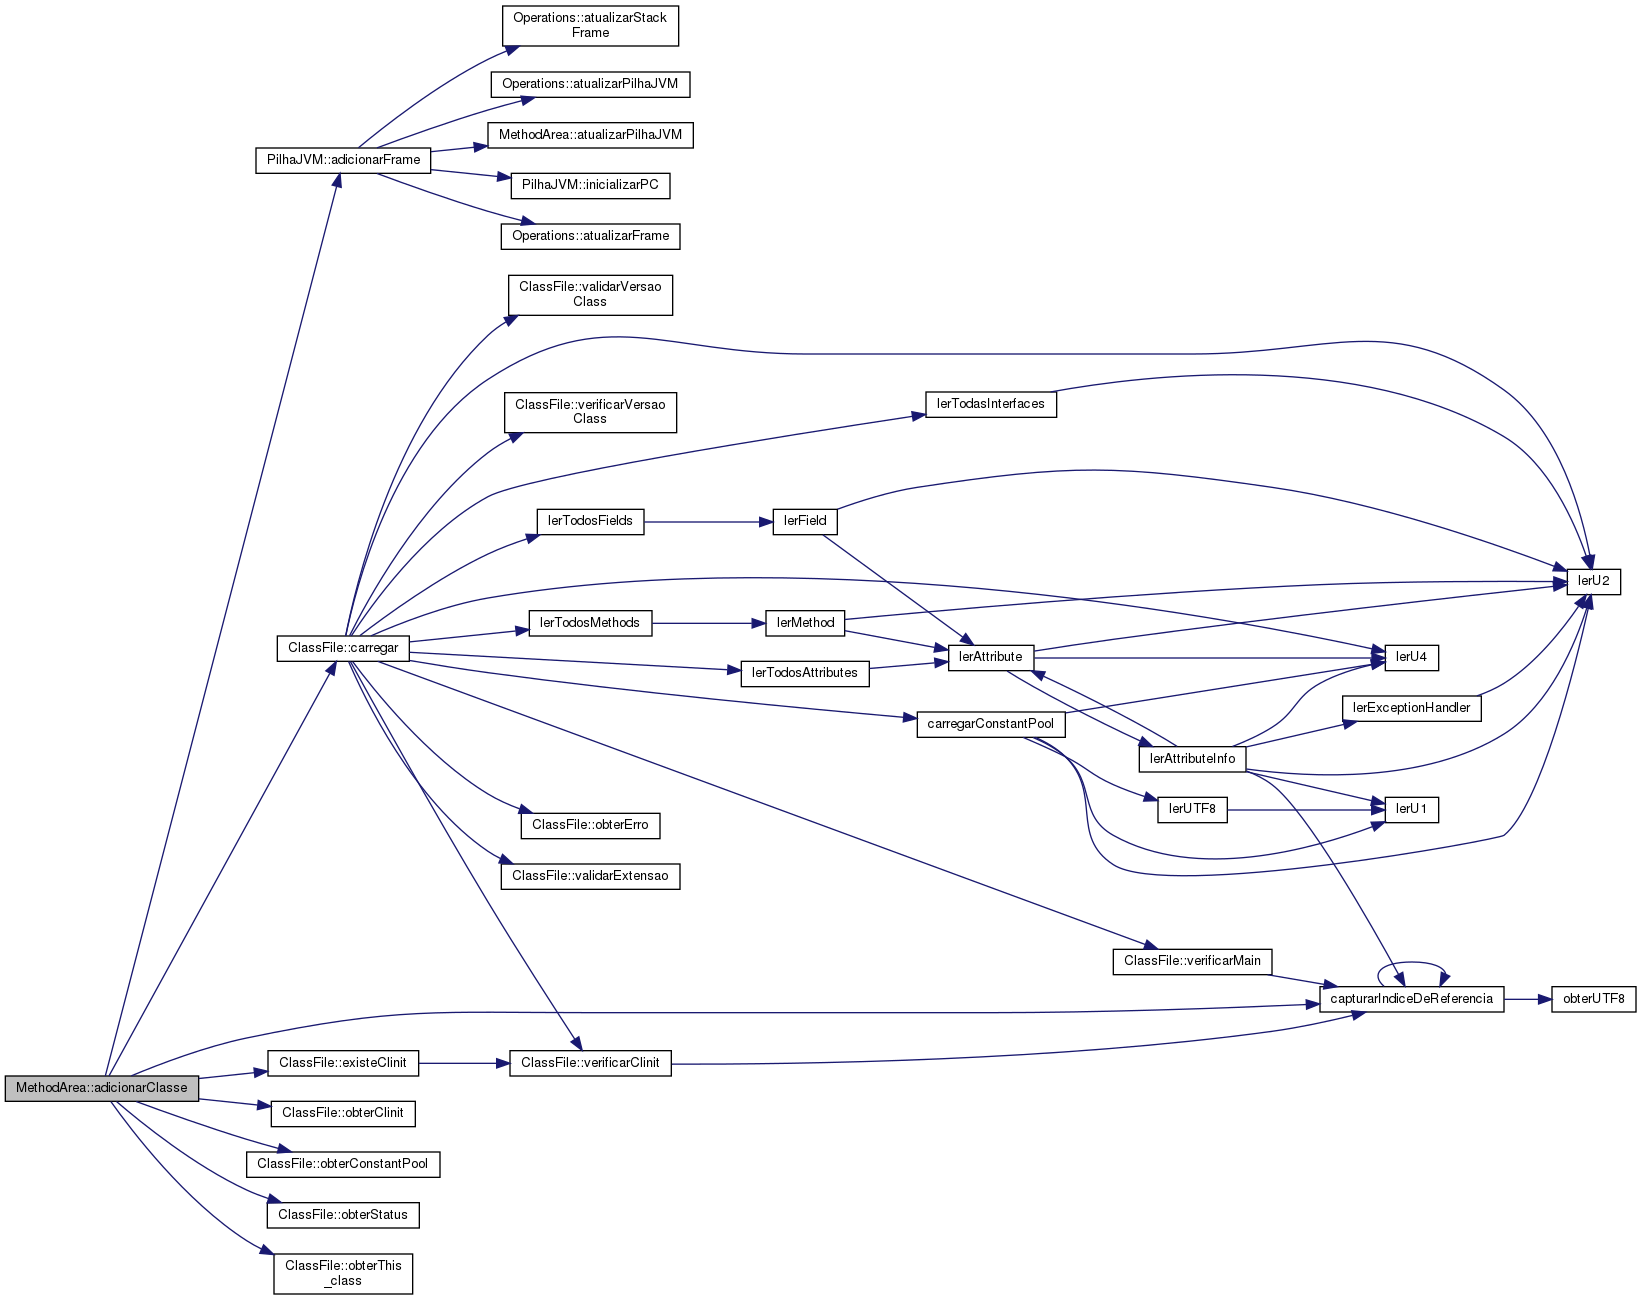 Operations::atualizarStack
Frame
Operations::atualizarPilhaJVM
MethodArea::atualizarPilhaJVM
PilhaJVM::adicionarFrame
PilhaJVM::inicializarPC
Operations::atualizarFrame
ClassFile::validarVersao
Class
ClassFile::verificarVersao
Class
lerTodasInterfaces
lerTodosFields
lerField
lerU2
lerTodosMethods
lerMethod
ClassFile::carregar
lerAttribute
lerU4
lerTodosAttributes
lerExceptionHandler
carregarConstantPool
lerAttributeInfo
lerUTF8
lerU1
ClassFile::obterErro
ClassFile::validarExtensao
ClassFile::verificarMain
capturarIndiceDeReferencia
obterUTF8
ClassFile::existeClinit
ClassFile::verificarClinit
MethodArea::adicionarClasse
ClassFile::obterClinit
ClassFile::obterConstantPool
ClassFile::obterStatus
ClassFile::obterThis
_class